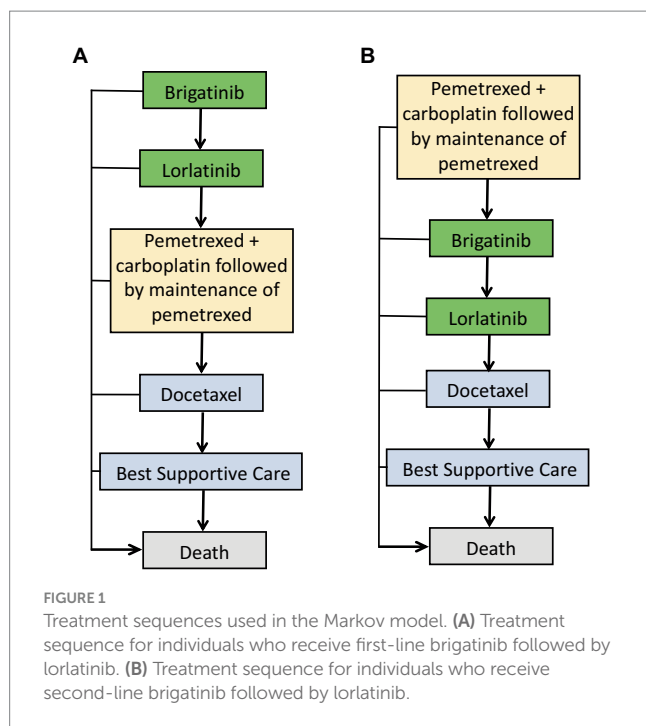 A
Brigatinib
Lorlatinib
Pemetrexed +
carboplatin followed
by maintenance of
pemetrexed
Docetaxel
Best Supportive Care
Death
B
Pemetrexed +
carboplatin followed
by maintenance of
pemetrexed
Brigatinib
Lorlatinib
Docetaxel
Best Supportive Care
Death
FIGURE 1
Treatment sequences used in the Markov model. (A) Treatment
sequence for individuals who receive first-line brigatinib followed by
lorlatinib. (B) Treatment sequence for individuals who receive
second-line brigatinib followed by lorlatinib.